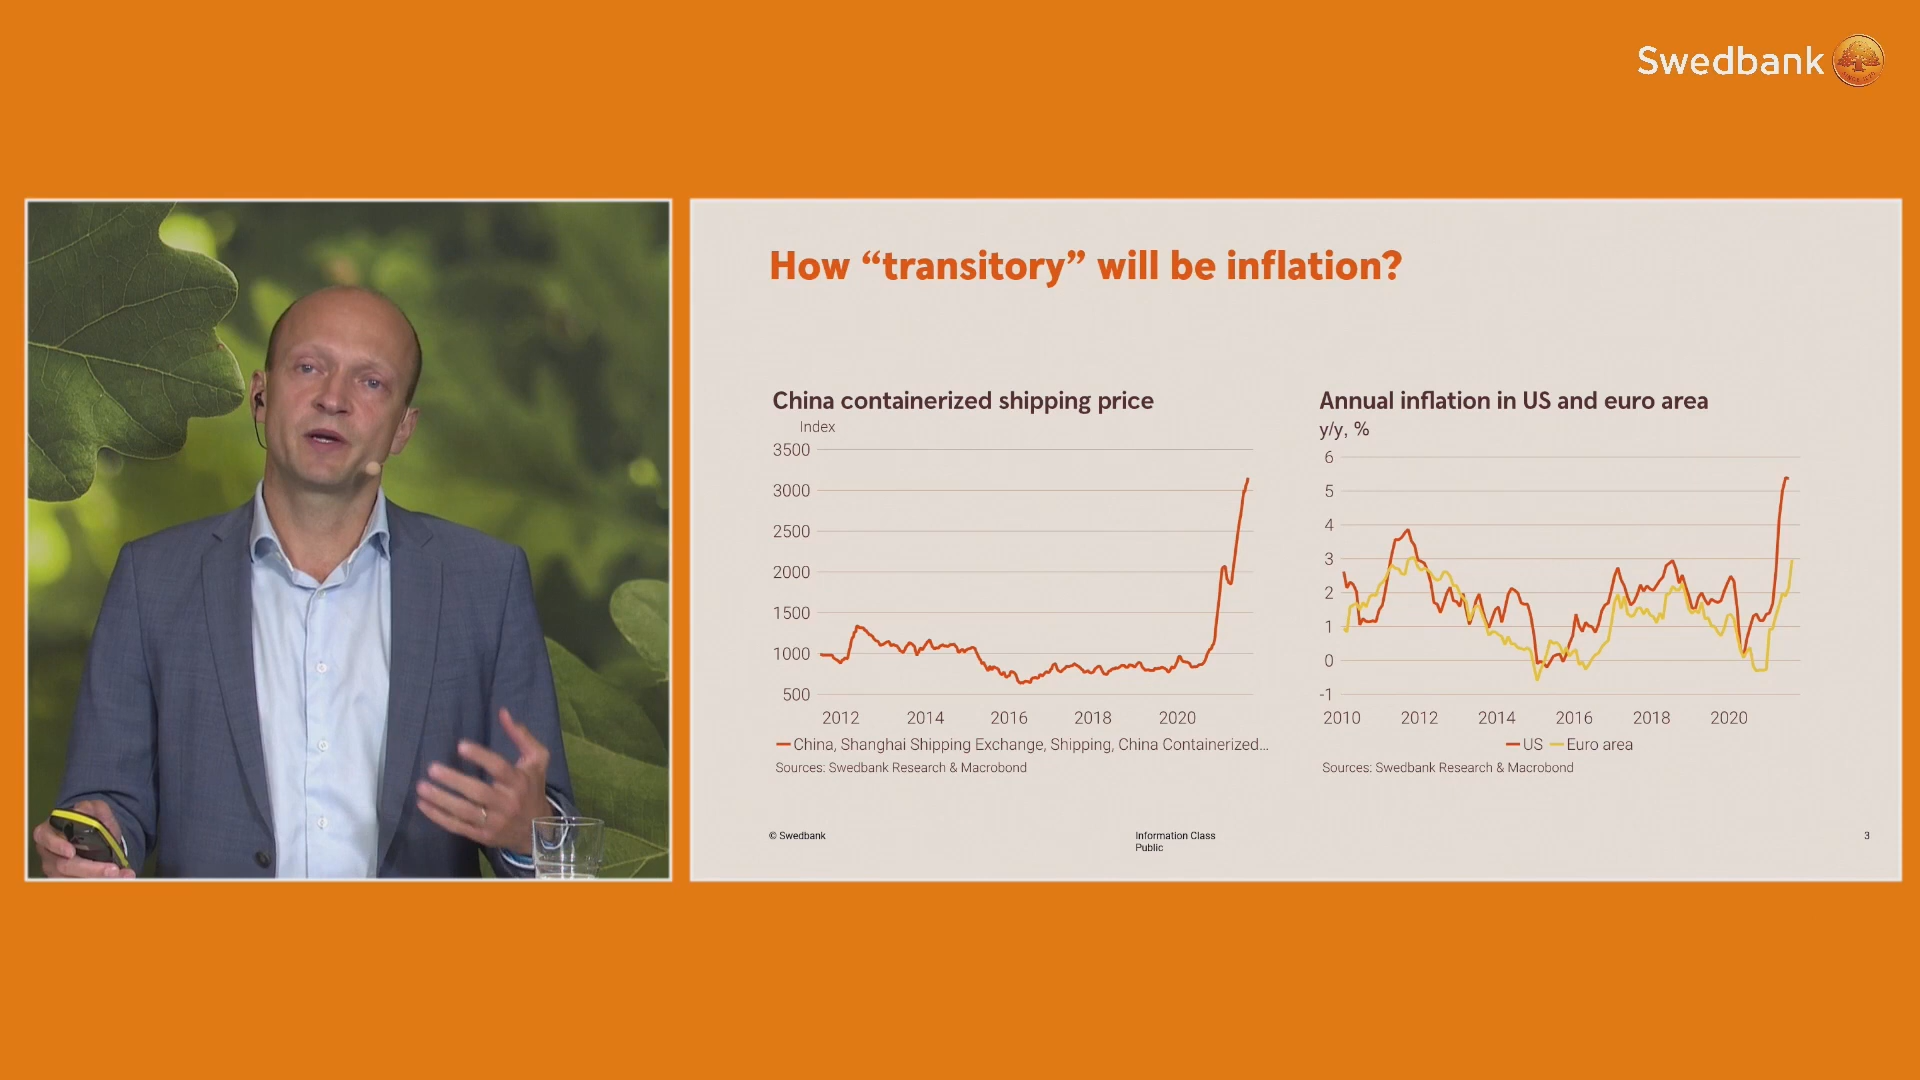 Swedbank
How “transitory” will be inflation?
China containerized shipping price
Index
3500
3000
2500
2000
1500
1000
500
2012 2014 2016 2018 2020
China, Shanghai Shipping Exchange, Shipping, China Containerized...
Sources: Swedbank Research & Macrobond
Annual inflation in US and euro area
y/y, %
6
5
4
3
2
1
0
-1
2010 2012 2014 2016 2018 2020
US Euro area
Sources: Swedbank Research & Macrobond
© Swedbank
Information Class
Public
3